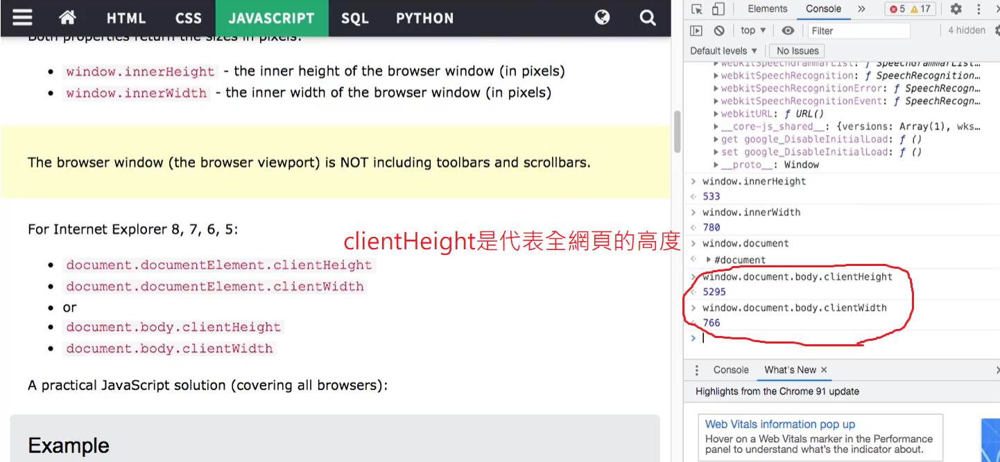 HTML CSS JAVASCRIPT SQL PYTHON
Both properties return the sizes in pixels:
window.innerHeight - the inner height of the browser window (in pixels)
window.innerWidth - the inner width of the browser window (in pixels)
The browser window (the browser viewport) is NOT including toolbars and scrollbars.
For Internet Explorer 8, 7, 6, 5:
clientHeight是代表全網頁的高度
document.documentElement.clientHeight
document.documentElement.clientWidth
or
document.body.clientHeight
document.body.clientWidth
A practical JavaScript solution (covering all browsers):
Example
Elements Console » 5 17
top ▼ Filter 4 hidden
Default levels ▼ No Issues
webkitSpeechGrammarList: ƒ SpeechGrammarList…
webkitSpeechRecognition: ƒ SpeechRecognition…
webkitSpeechRecognitionError: ƒ SpeechRecogn…
webkitSpeechRecognitionEvent: ƒ SpeechRecogn…
webkitURL: ƒ URL()
__core-js_shared__: {versions: Array(1), wks…
get google_DisableInitialLoad: ƒ ()
set google_DisableInitialLoad: ƒ ()
__proto__: Window
window.innerHeight
533
window.innerWidth
780
window.document
#document
window.document.body.clientHeight
5295
window.document.body.clientWidth
766
Console What's New ×
Highlights from the Chrome 91 update
Web Vitals information pop up
Hover on a Web Vitals marker in the Performance
panel to understand what's the indicator about.